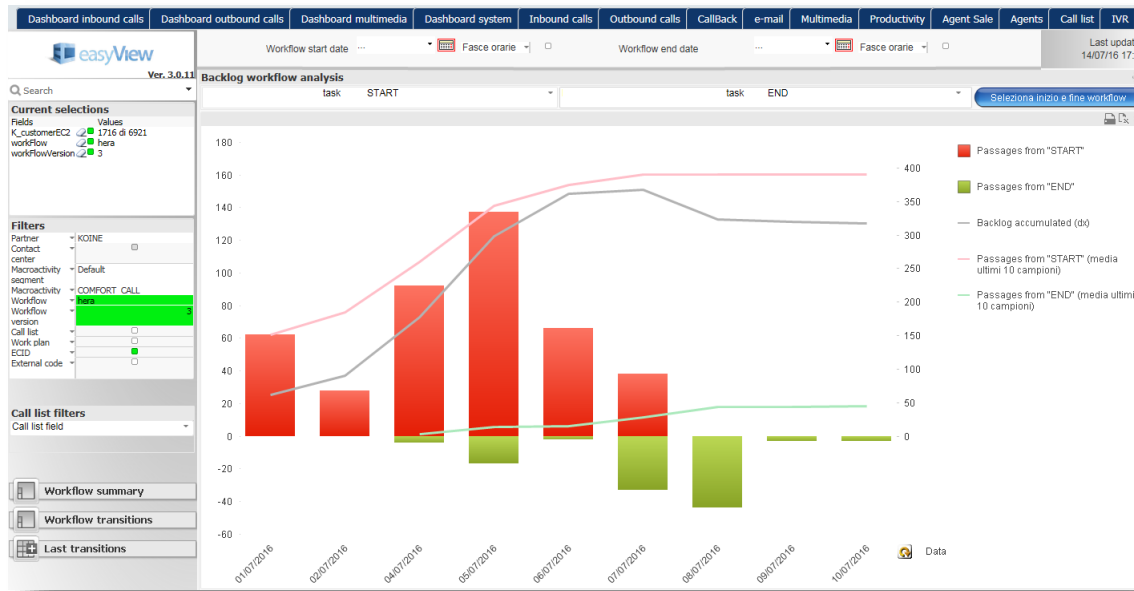 Dashboard inbound calls Dashboard outbound calls Dashboard multimedia Dashboard system Inbound calls Outbound calls CallBack e-mail Multimedia Productivity Agent Sale Agents Call list IVR
easyView
Ver. 3.0.11
Workflow start date ... Fasce orarie Workflow end date ... Fasce orarie
Last updat
14/07/16 17:
Search
Backlog workflow analysis
task START task END Seleziona inizio e fine workflow
Current selections
Fields Values
K_customerEC2 1716 di 6921
workFlow hera
workFlowVersion 3
Filters
Partner KOINE
Contact
center
Macroactivity Default
segment
Macroactivity COMFORT CALL
Workflow hera
Workflow 3
version
Call list
Work plan
ECID
External code
Call list filters
Call list field
Workflow summary
Workflow transitions
Last transitions
180
160
140
120
100
80
60
40
20
0
-20
-40
-60
400
350
300
250
200
150
100
50
0
01/07/2016 02/07/2016 04/07/2016 05/07/2016 06/07/2016 07/07/2016 08/07/2016 09/07/2016 10/07/2016
Data
Passages from "START"
Passages from "END"
Backlog accumulated (dx)
Passages from "START" (media
ultimi 10 campioni)
Passages from "END" (media ultimi
10 campioni)